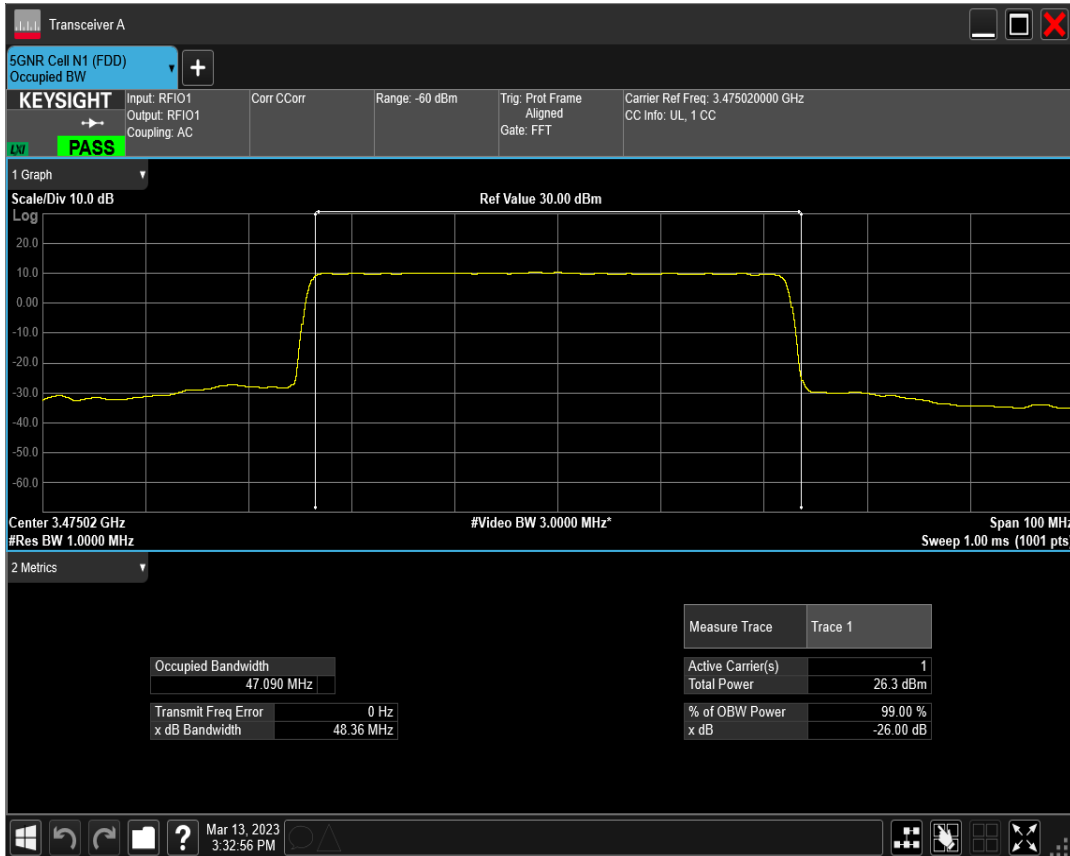 Transceiver A
5GNR Cell N1 (FDD)
Occupied BW
+
KEYSIGHT
LXI
PASS
Input: RFIO1
Output: RFIO1
Coupling: AC
Corr CCorr
Range: -60 dBm
Trig: Prot Frame
Aligned
Gate: FFT
Carrier Ref Freq: 3.475020000 GHz
CC Info: UL, 1 CC
1 Graph
Scale/Div 10.0 dB
Ref Value 30.00 dBm
Log
20.0
10.0
0.00
-10.0
-20.0
-30.0
-40.0
-50.0
-60.0
Center 3.47502 GHz
#Video BW 3.0000 MHz*
Span 100 MHz
#Res BW 1.0000 MHz
Sweep 1.00 ms (1001 pts)
2 Metrics
Measure Trace Trace 1
Occupied Bandwidth
47.090 MHz
Active Carrier(s) 1
Total Power 26.3 dBm
Transmit Freq Error 0 Hz
x dB Bandwidth 48.36 MHz
% of OBW Power 99.00 %
x dB -26.00 dB
?
Mar 13, 2023
3:32:56 PM